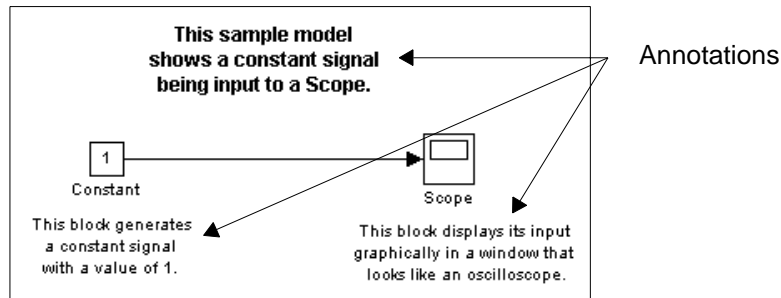 This sample model
shows a constant signal
being input to a Scope.
Annotations
1
Constant
Scope
This block generates
a constant signal
with a value of 1.
This block displays its input
graphically in a window that
looks like an oscilloscope.